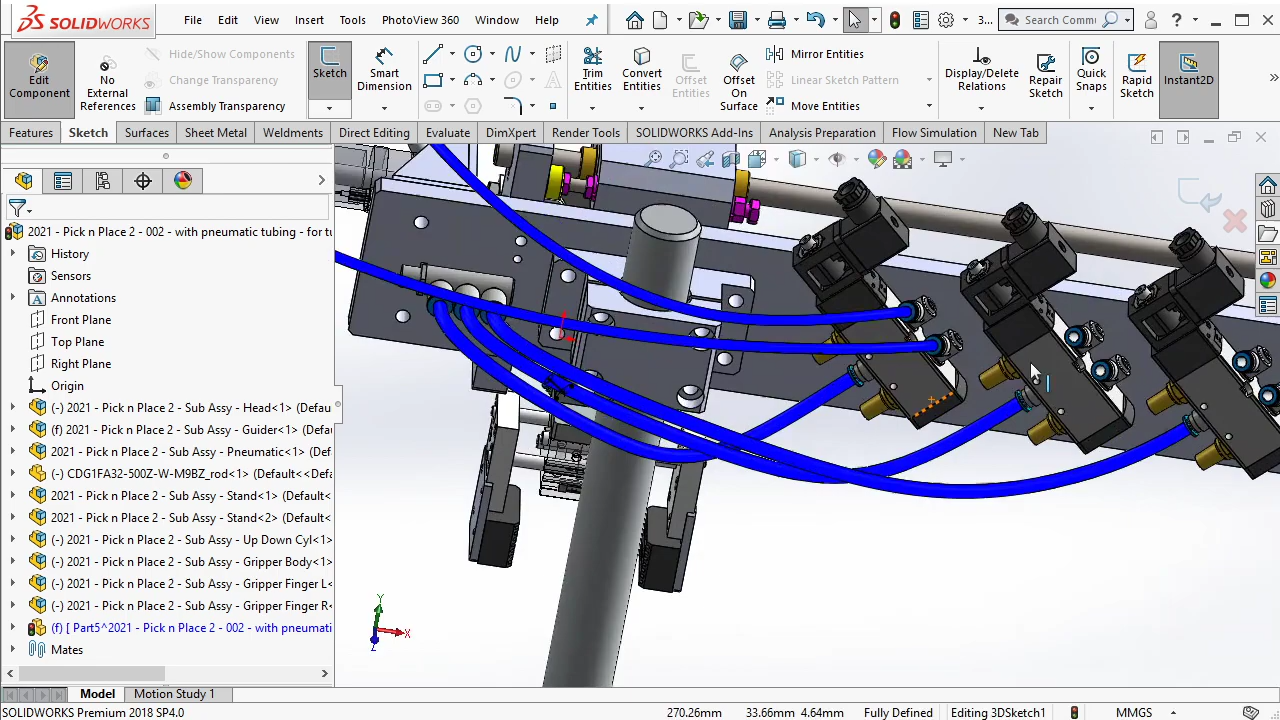 SOLIDWORKS
File Edit View Insert Tools PhotoView 360 Window Help
3... Search Commu
Edit Component
No External References
Hide/Show Components
Change Transparency
Assembly Transparency
Sketch
Smart Dimension
Trim Entities
Convert Entities
Offset Entities
Offset On Surface
Mirror Entities
Linear Sketch Pattern
Move Entities
Display/Delete Relations
Repair Sketch
Quick Snaps
Rapid Sketch
Instant2D
Features Sketch Surfaces Sheet Metal Weldments Direct Editing Evaluate DimXpert Render Tools SOLIDWORKS Add-Ins Analysis Preparation Flow Simulation New Tab
2021 - Pick n Place 2 - 002 - with pneumatic tubing - for tu
History
Sensors
Annotations
Front Plane
Top Plane
Right Plane
Origin
(-) 2021 - Pick n Place 2 - Sub Assy - Head<1> (Defau
(f) 2021 - Pick n Place 2 - Sub Assy - Guider<1> (Defau
2021 - Pick n Place 2 - Sub Assy - Pneumatic<1> (Def
(-) CDG1FA32-500Z-W-M9BZ_rod<1> (Default<<Defa
2021 - Pick n Place 2 - Sub Assy - Stand<1> (Default<
2021 - Pick n Place 2 - Sub Assy - Stand<2> (Default<
(-) 2021 - Pick n Place 2 - Sub Assy - Up Down Cyl<1>
(-) 2021 - Pick n Place 2 - Sub Assy - Gripper Body<1>
(-) 2021 - Pick n Place 2 - Sub Assy - Gripper Finger L<
(-) 2021 - Pick n Place 2 - Sub Assy - Gripper Finger R<
(f) [ Part5^2021 - Pick n Place 2 - 002 - with pneumati
Mates
Y
X
Z
Model Motion Study 1
SOLIDWORKS Premium 2018 SP4.0 270.26mm 33.66mm 4.64mm Fully Defined Editing 3DSketch1 MMGS